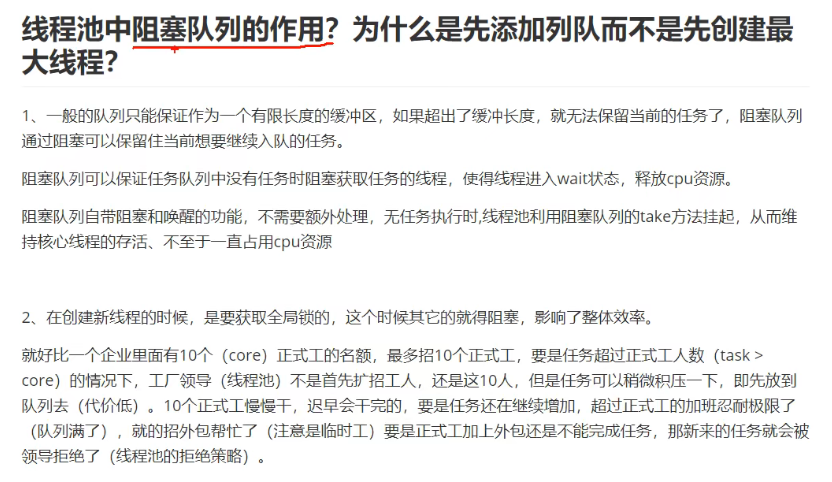 线程池中阻塞队列的作用？为什么是先添加列队而不是先创建最
大线程？
1、一般的队列只能保证作为一个有限长度的缓冲区，如果超出了缓冲长度，就无法保留当前的任务了，阻塞队列
通过阻塞可以保留住当前想要继续入队的任务。
阻塞队列可以保证任务队列中没有任务时阻塞获取任务的线程，使得线程进入wait状态，释放cpu资源。
阻塞队列自带阻塞和唤醒的功能，不需要额外处理，无任务执行时,线程池利用阻塞队列的take方法挂起，从而维
持核心线程的存活、不至于一直占用cpu资源
2、在创建新线程的时候，是要获取全局锁的，这个时候其它的就得阻塞，影响了整体效率。
就好比一个企业里面有10个（core）正式工的名额，最多招10个正式工，要是任务超过正式工人数（task >
core）的情况下，工厂领导（线程池）不是首先扩招工人，还是这10人，但是任务可以稍微积压一下，即先放到
队列去（代价低）。10个正式工慢慢干，迟早会干完的，要是任务还在继续增加，超过正式工的加班忍耐极限了
（队列满了），就的招外包帮忙了（注意是临时工）要是正式工加上外包还是不能完成任务，那新来的任务就会被
领导拒绝了（线程池的拒绝策略）。